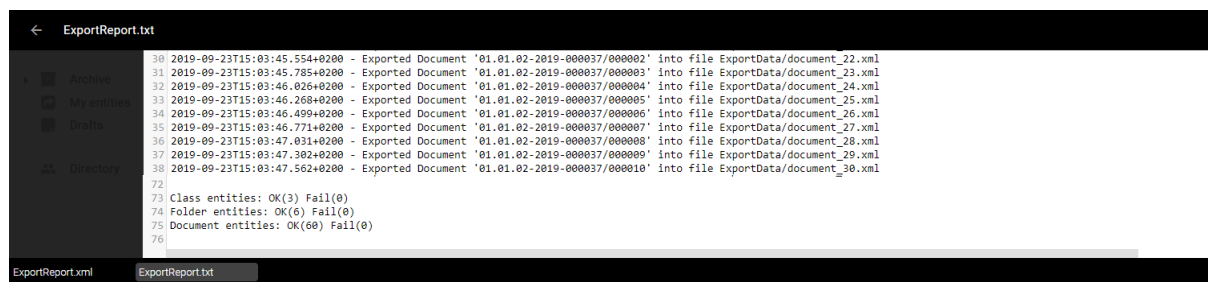 ← ExportReport.txt
Archive
My entities
Drafts
Directory
30 2019-09-23T15:03:45.554+0200 - Exported Document '01.01.02-2019-000037/000002' into file ExportData/document_22.xml
31 2019-09-23T15:03:45.785+0200 - Exported Document '01.01.02-2019-000037/000003' into file ExportData/document_23.xml
32 2019-09-23T15:03:46.026+0200 - Exported Document '01.01.02-2019-000037/000004' into file ExportData/document_24.xml
33 2019-09-23T15:03:46.268+0200 - Exported Document '01.01.02-2019-000037/000005' into file ExportData/document_25.xml
34 2019-09-23T15:03:46.499+0200 - Exported Document '01.01.02-2019-000037/000006' into file ExportData/document_26.xml
35 2019-09-23T15:03:46.771+0200 - Exported Document '01.01.02-2019-000037/000007' into file ExportData/document_27.xml
36 2019-09-23T15:03:47.031+0200 - Exported Document '01.01.02-2019-000037/000008' into file ExportData/document_28.xml
37 2019-09-23T15:03:47.302+0200 - Exported Document '01.01.02-2019-000037/000009' into file ExportData/document_29.xml
38 2019-09-23T15:03:47.562+0200 - Exported Document '01.01.02-2019-000037/000010' into file ExportData/document_30.xml
72
73 Class entities: OK(3) Fail(0)
74 Folder entities: OK(6) Fail(0)
75 Document entities: OK(60) Fail(0)
76
ExportReport.xml ExportReport.txt